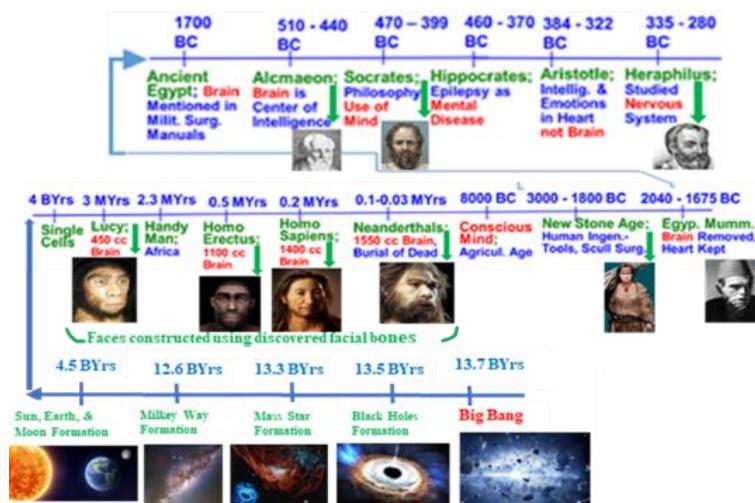 1700 BC
510 - 440 BC
470 – 399 BC
460 - 370 BC
384 - 322 BC
335 - 280 BC
Ancient Egypt; Brain Mentioned in Milit. Surg. Manuals
Alcmaeon; Brain is Center of Intelligence
Socrates; Philosophy Use of Mind
Hippocrates; Epilepsy as Mental Disease
Aristotle; Intellig. & Emotions in Heart not Brain
Heraphilus; Studied Nervous System
4 BYrs
3 MYrs
2.3 MYrs
0.5 MYrs
0.2 MYrs
0.1-0.03 MYrs
8000 BC
3000 - 1800 BC
2040 - 1675 BC
Single Cells
Lucy; 450 cc Brain
Handy Man; Africa
Homo Erectus; 1100 cc Brain
Homo Sapiens; 1400 cc Brain
Neanderthals; 1550 cc Brain, Burial of Dead
Conscious Mind; Agricul. Age
New Stone Age; Human Ingen.- Tools, Scull Surg.
Egyp. Mumm. Brain Removed, Heart Kept
Faces constructed using discovered facial bones
4.5 BYrs
12.6 BYrs
13.3 BYrs
13.5 BYrs
13.7 BYrs
Sun, Earth, & Moon Formation
Milkey Way Formation
Mass Star Formation
Black Holes Formation
Big Bang